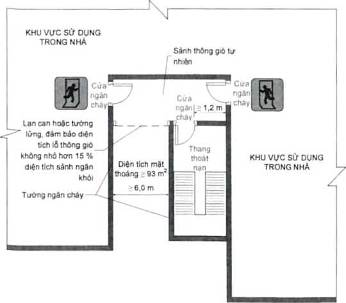 KHU VỰC SỬ DỤNG
TRONG NHÀ
Sảnh thông gió tự
nhiên
Cửa
ngăn
cháy
Cửa
ngăn
cháy
Cửa
ngăn
cháy
≥ 1,2 m
Lan can hoặc tường
lửng, đảm bảo diện
tích lỗ thông gió
không nhỏ hơn 15 %
diện tích sảnh ngăn
khói
Tường ngăn cháy
Diện tích mặt
thoáng ≥ 93 m²
≥ 6,0 m
Thang
thoát
nạn
KHU VỰC SỬ DỤNG
TRONG NHÀ